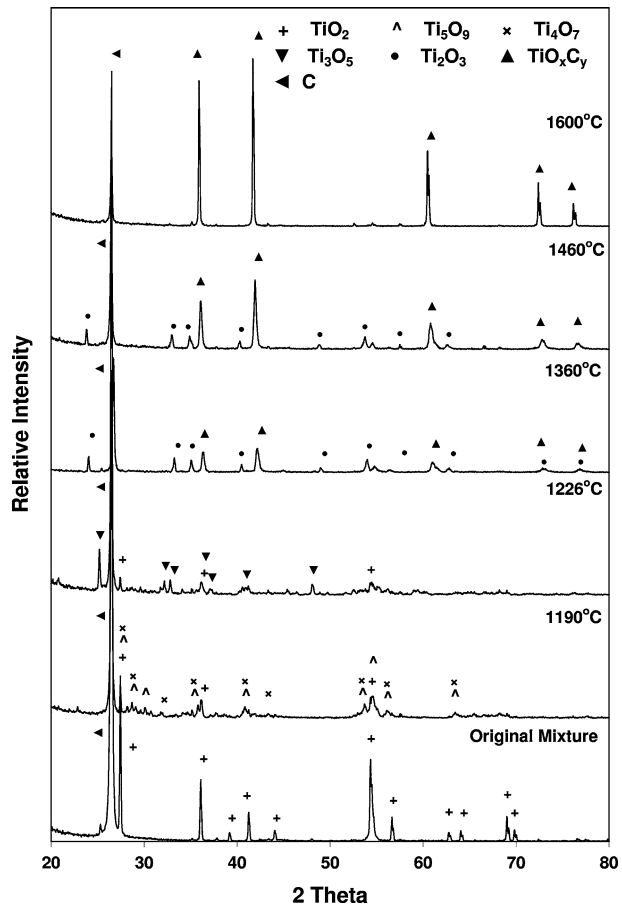 + TiO₂ ^ Ti₅O₉ × Ti₄O₇
▼ Ti₃O₅ ● Ti₂O₃ ▲ TiOₓCᵧ
◄ C
1600°C
1460°C
1360°C
1226°C
1190°C
Original Mixture
Relative Intensity
20 30 40 50 60 70 80
2 Theta